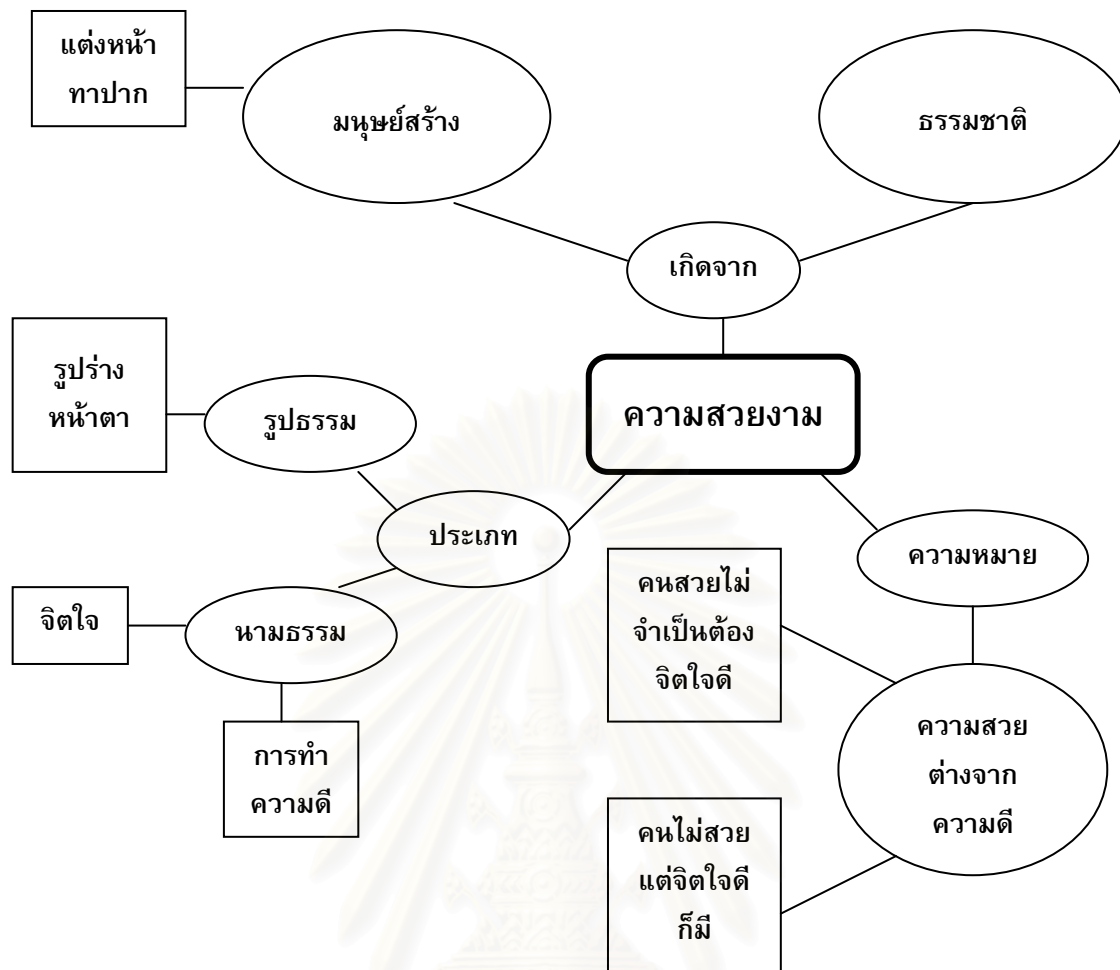 แต่งหน้า
ทาปาก
มนุษย์สร้าง
ธรรมชาติ
เกิดจาก
ความสวยงาม
รูปร่าง
หน้าตา
รูปธรรม
ประเภท
จิตใจ
นามธรรม
การทำ
ความดี
ความหมาย
คนสวยไม่
จำเป็นต้อง
จิตใจดี
ความสวย
ต่างจาก
ความดี
คนไม่สวย
แต่จิตใจดี
ก็มี